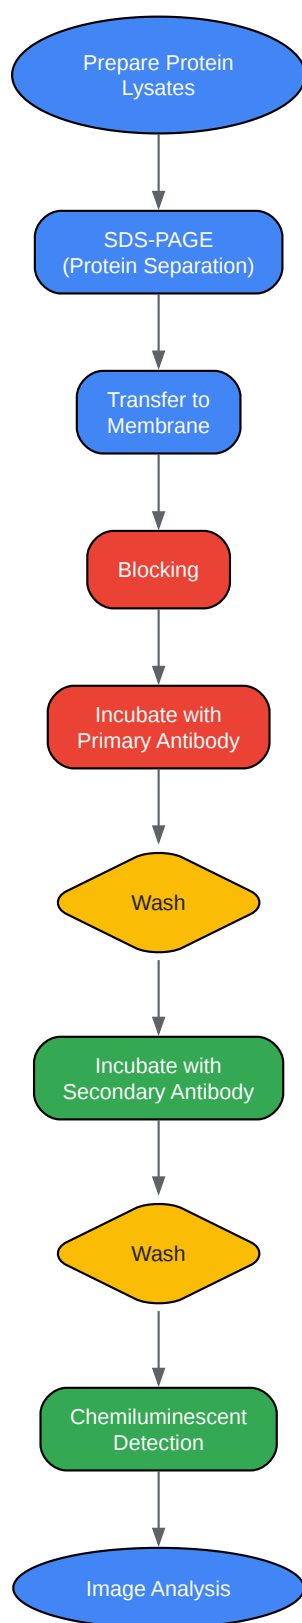 Prepare Protein
Lysates
SDS-PAGE
(Protein Separation)
Transfer to
Membrane
Blocking
Incubate with
Primary Antibody
Wash
Incubate with
Secondary Antibody
Wash
Chemiluminescent
Detection
Image Analysis